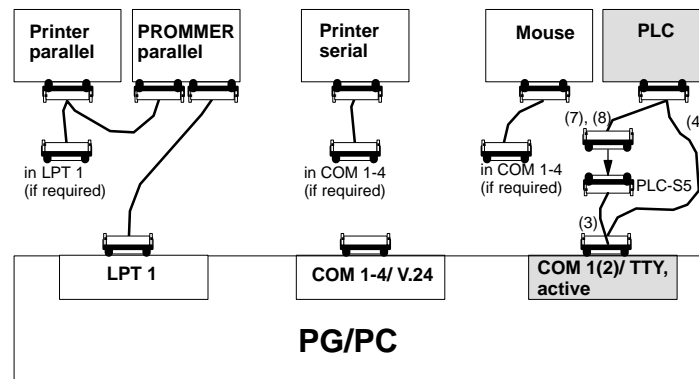 Printer
parallel
PROMMER
parallel
Printer
serial
Mouse
PLC
(7), (8)
(4
in LPT 1
(if required)
in COM 1-4
(if required)
in COM 1-4
(if required)
PLC-S5
(3)
LPT 1
COM 1-4/ V.24
COM 1(2)/ TTY,
active
PG/PC